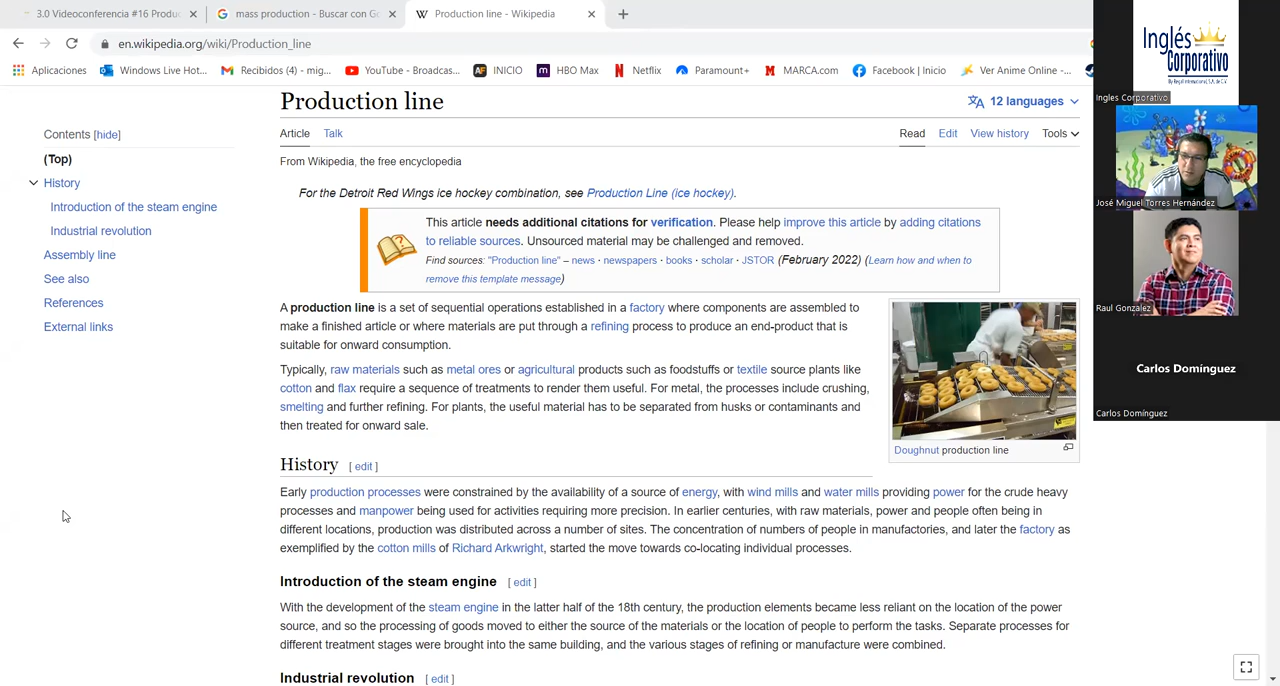 3.0 Videoconferencia #16 Produc
mass production - Buscar con Go
Production line - Wikipedia
en.wikipedia.org/wiki/Production_line
Aplicaciones
Windows Live Hot...
Recibidos (4) - mig...
YouTube - Broadcas...
INICIO
HBO Max
Netflix
Paramount+
MARCA.com
Facebook | Inicio
Ver Anime Online -...
Production line
12 languages
Contents [hide]
(Top)
History
Introduction of the steam engine
Industrial revolution
Assembly line
See also
References
External links
Article
Talk
Read
Edit
View history
Tools
From Wikipedia, the free encyclopedia
For the Detroit Red Wings ice hockey combination, see Production Line (ice hockey).
This article needs additional citations for verification. Please help improve this article by adding citations
to reliable sources. Unsourced material may be challenged and removed.
Find sources: "Production line" – news · newspapers · books · scholar · JSTOR (February 2022) (Learn how and when to
remove this template message)
A production line is a set of sequential operations established in a factory where components are assembled to
make a finished article or where materials are put through a refining process to produce an end-product that is
suitable for onward consumption.
Typically, raw materials such as metal ores or agricultural products such as foodstuffs or textile source plants like
cotton and flax require a sequence of treatments to render them useful. For metal, the processes include crushing,
smelting and further refining. For plants, the useful material has to be separated from husks or contaminants and
then treated for onward sale.
Doughnut production line
History [ edit ]
Early production processes were constrained by the availability of a source of energy, with wind mills and water mills providing power for the crude heavy
processes and manpower being used for activities requiring more precision. In earlier centuries, with raw materials, power and people often being in
different locations, production was distributed across a number of sites. The concentration of numbers of people in manufactories, and later the factory as
exemplified by the cotton mills of Richard Arkwright, started the move towards co-locating individual processes.
Introduction of the steam engine [ edit ]
With the development of the steam engine in the latter half of the 18th century, the production elements became less reliant on the location of the power
source, and so the processing of goods moved to either the source of the materials or the location of people to perform the tasks. Separate processes for
different treatment stages were brought into the same building, and the various stages of refining or manufacture were combined.
Industrial revolution [ edit ]
Inglés
Corporativo
Ingles Corporativo
José Miguel Torres Hernández
Raul Gonzalez
Carlos Domínguez
Carlos Domínguez